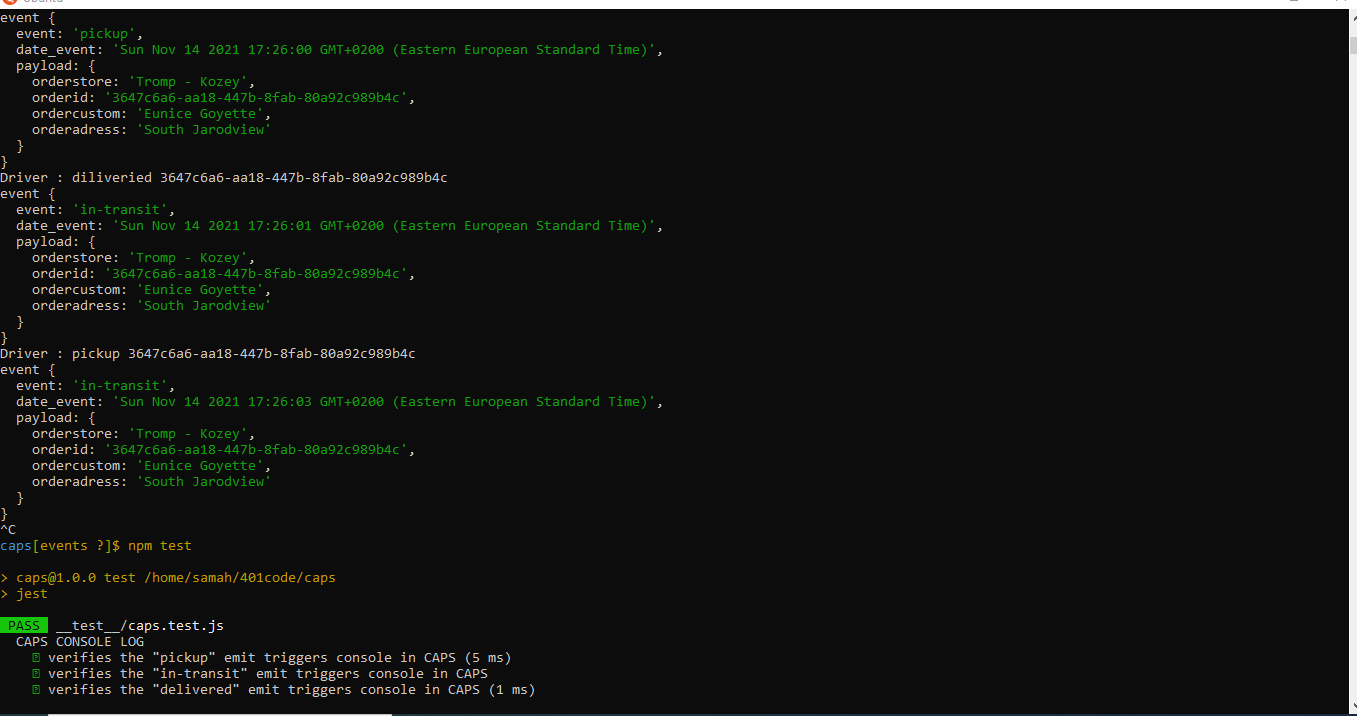 Ubuntu
event {
  event: 'pickup',
  date_event: 'Sun Nov 14 2021 17:26:00 GMT+0200 (Eastern European Standard Time)',
  payload: {
    orderstore: 'Tromp - Kozey',
    orderid: '3647c6a6-aa18-447b-8fab-80a92c989b4c',
    ordercustom: 'Eunice Goyette',
    orderadress: 'South Jarodview'
  }
}
Driver : diliveried 3647c6a6-aa18-447b-8fab-80a92c989b4c
event {
  event: 'in-transit',
  date_event: 'Sun Nov 14 2021 17:26:01 GMT+0200 (Eastern European Standard Time)',
  payload: {
    orderstore: 'Tromp - Kozey',
    orderid: '3647c6a6-aa18-447b-8fab-80a92c989b4c',
    ordercustom: 'Eunice Goyette',
    orderadress: 'South Jarodview'
  }
}
Driver : pickup 3647c6a6-aa18-447b-8fab-80a92c989b4c
event {
  event: 'in-transit',
  date_event: 'Sun Nov 14 2021 17:26:03 GMT+0200 (Eastern European Standard Time)',
  payload: {
    orderstore: 'Tromp - Kozey',
    orderid: '3647c6a6-aa18-447b-8fab-80a92c989b4c',
    ordercustom: 'Eunice Goyette',
    orderadress: 'South Jarodview'
  }
}
^C
caps[events ?]$ npm test
> caps@1.0.0 test /home/samah/401code/caps
> jest
PASS __test__/caps.test.js
  CAPS CONSOLE LOG
    verifies the "pickup" emit triggers console in CAPS (5 ms)
    verifies the "in-transit" emit triggers console in CAPS
    verifies the "delivered" emit triggers console in CAPS (1 ms)